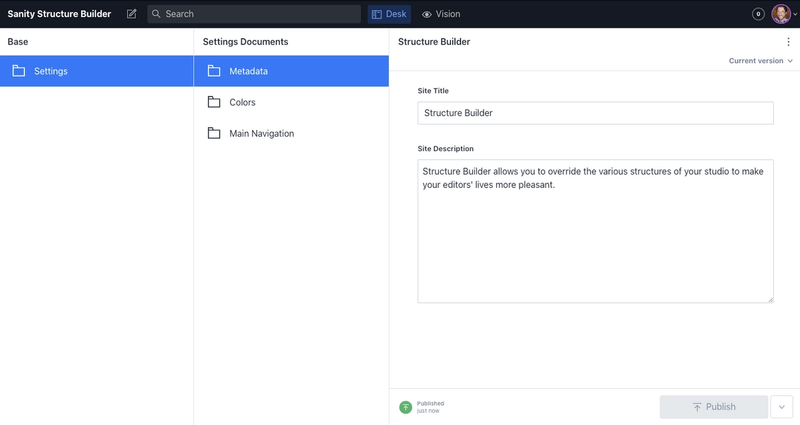 Sanity Structure Builder
Search
Desk
Vision
0
Base
Settings Documents
Structure Builder
Settings
Metadata
Colors
Main Navigation
Current version
Site Title
Structure Builder
Site Description
Structure Builder allows you to override the various structures of your studio to make
your editors' lives more pleasant.
Published
just now
Publish